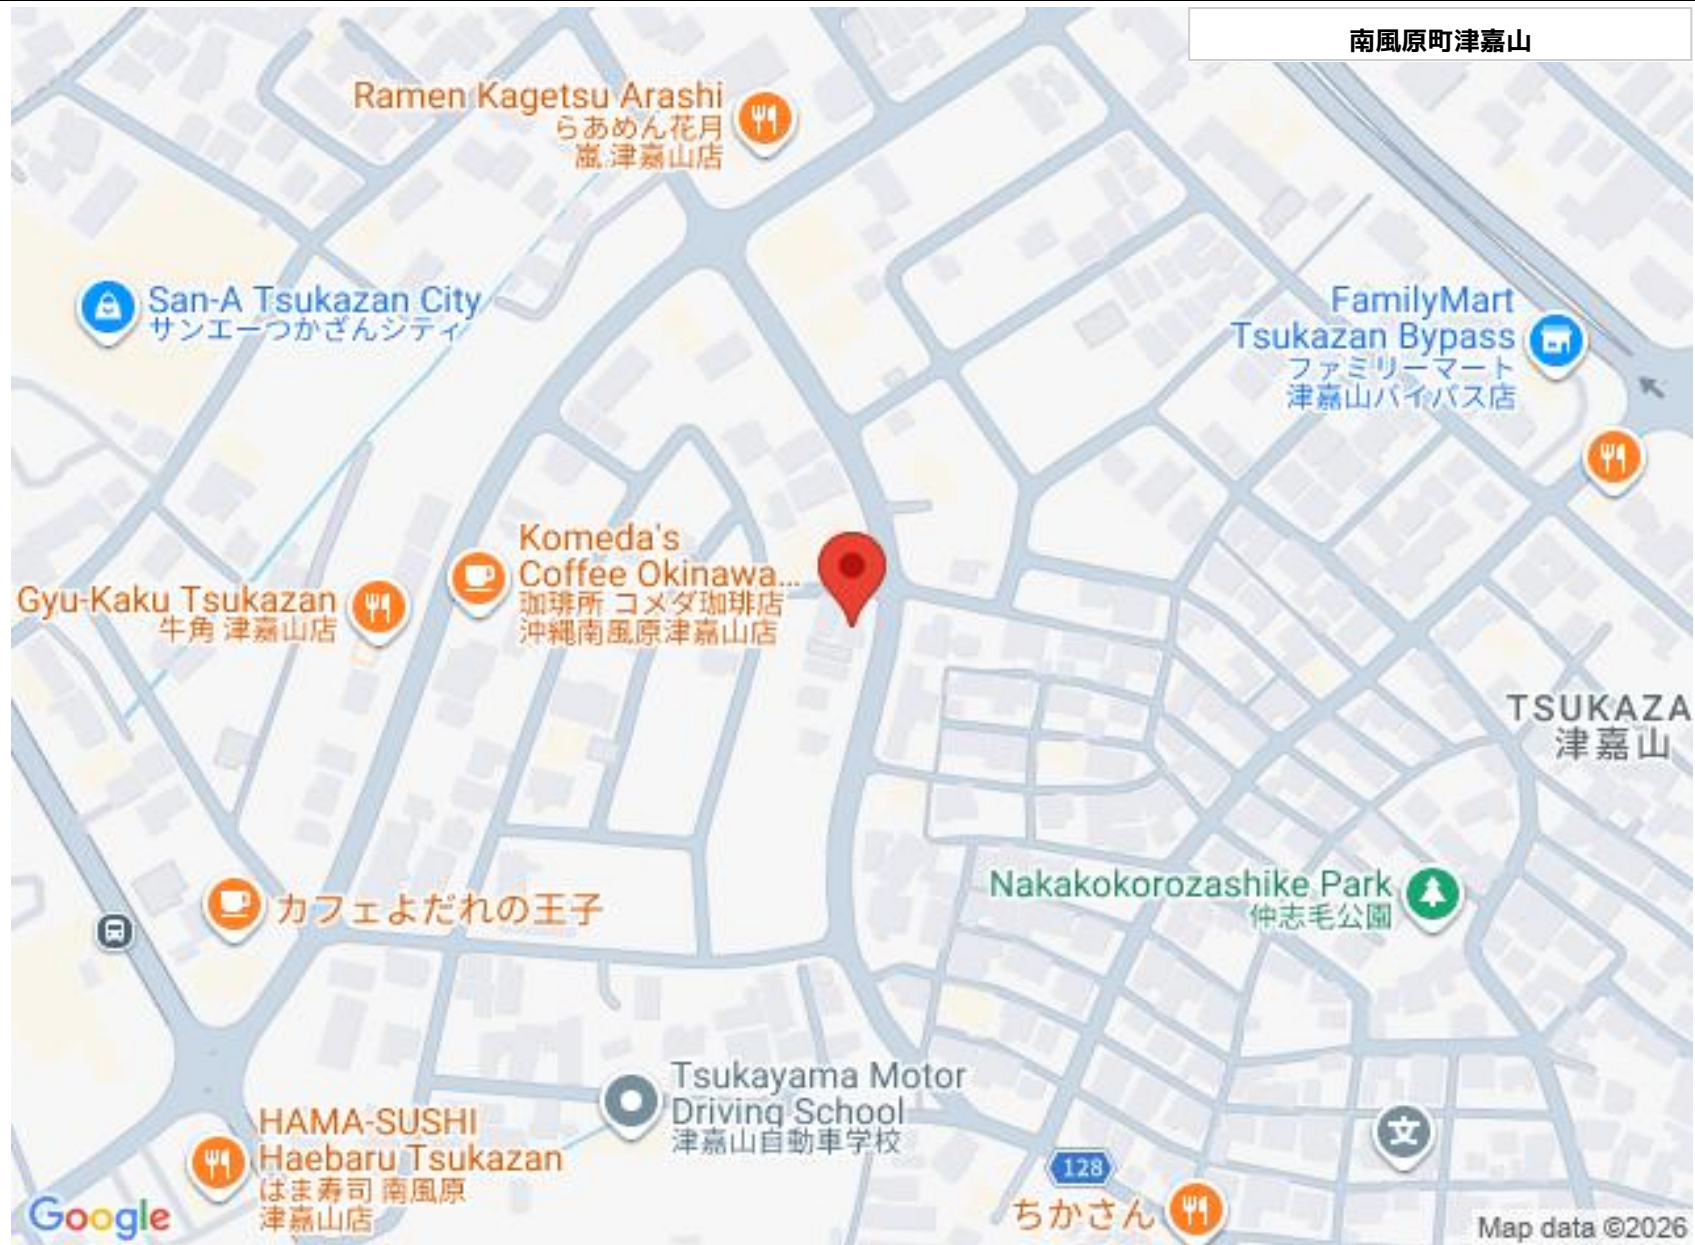 南風原町津嘉山
Ramen Kagetsu Arashi
らあめん花月
嵐 津嘉山店
San-A Tsukazan City
サンエーつかざんシティ
FamilyMart
Tsukazan Bypass
ファミリーマート
津嘉山バイパス店
Komeda's
Coffee Okinawa...
珈琲所 コメダ珈琲店
沖縄南風原津嘉山店
Gyu-Kaku Tsukazan
牛角 津嘉山店
TSUKAZA
津嘉山
Nakakokorozashike Park
仲志毛公園
カフェよだれの王子
Tsukayama Motor
Driving School
津嘉山自動車学校
HAMA-SUSHI
Haebaru Tsukazan
はま寿司 南風原
津嘉山店
文
128
ちかさん
Google
Map data ©2026